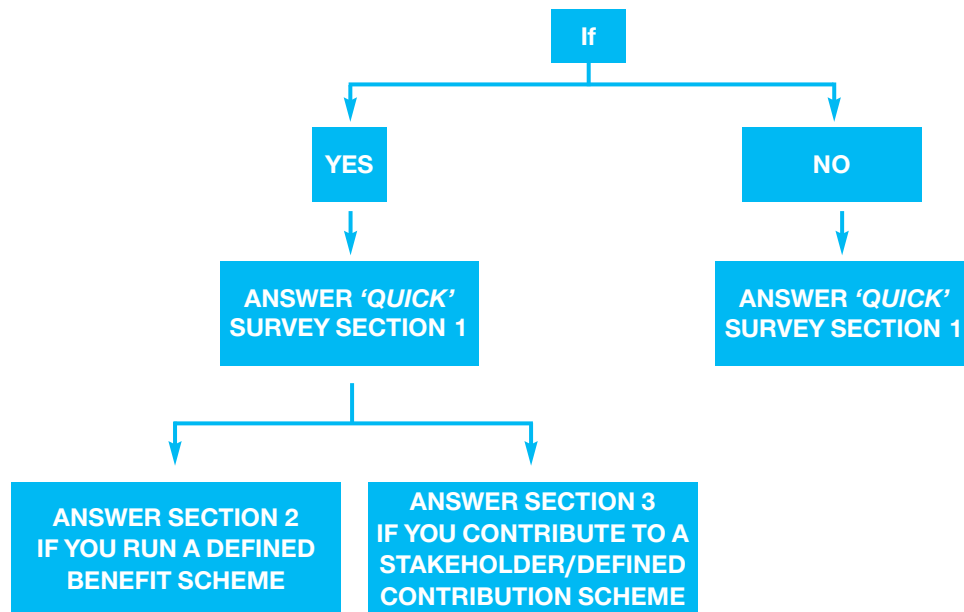 If
YES
NO
ANSWER ‘QUICK’
SURVEY SECTION 1
ANSWER ‘QUICK’
SURVEY SECTION 1
ANSWER SECTION 2
IF YOU RUN A DEFINED
BENEFIT SCHEME
ANSWER SECTION 3
IF YOU CONTRIBUTE TO A
STAKEHOLDER/DEFINED
CONTRIBUTION SCHEME